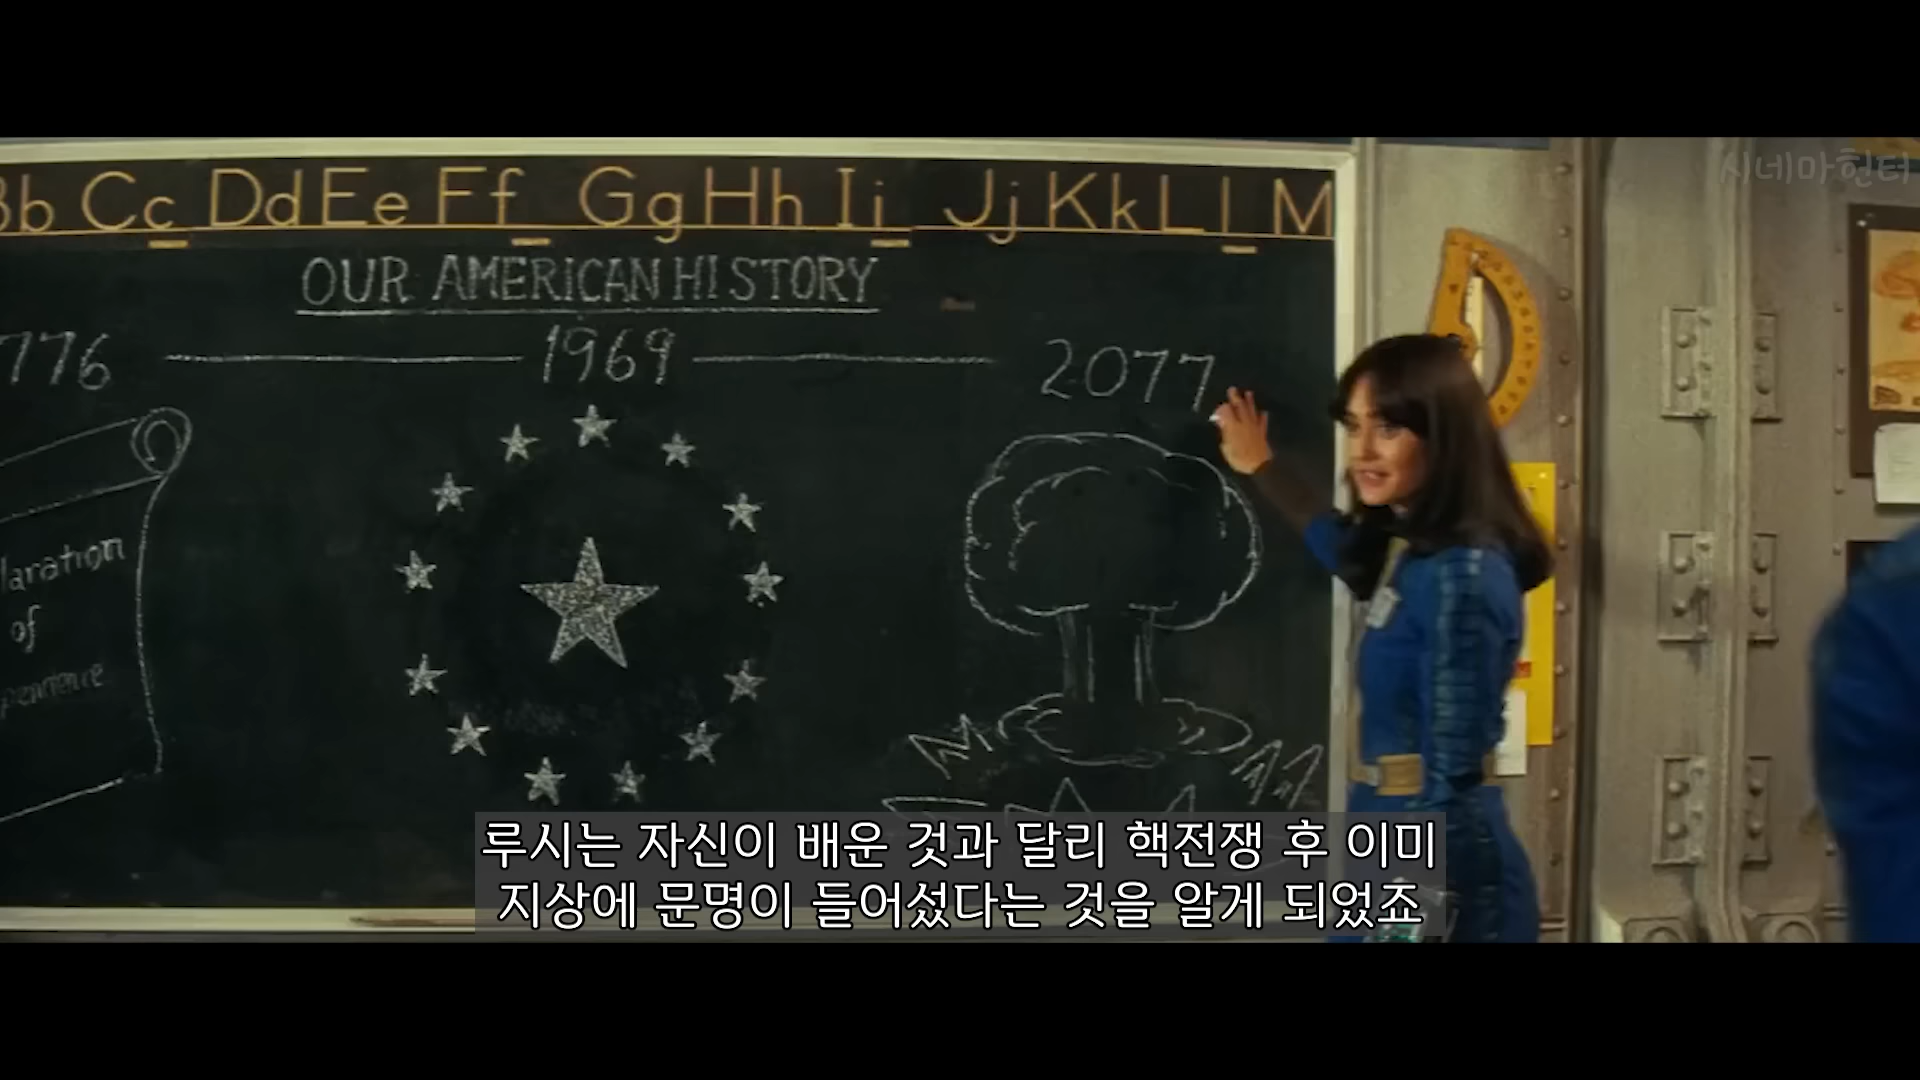 시네마헌터
Bb Cc Dd Ee Ff Gg Hh Ii Jj Kk Ll M
OUR AMERICAN HISTORY
776 1969 2077
laration
of
pendence
루시는 자신이 배운 것과 달리 핵전쟁 후 이미
지상에 문명이 들어섰다는 것을 알게 되었죠